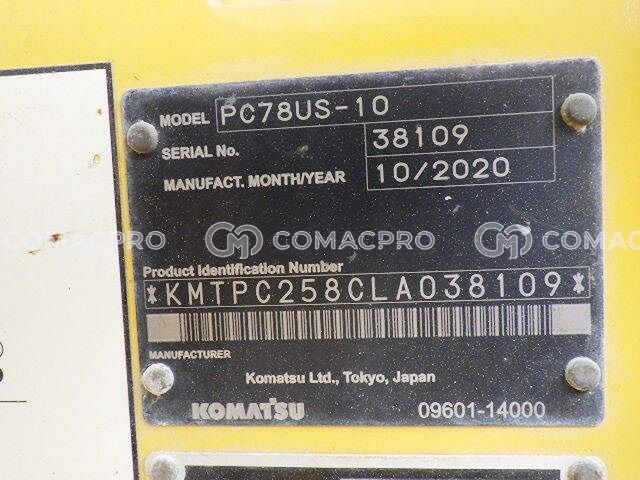 MODEL PC78US-10
SERIAL No. 38109
MANUFACT. MONTH/YEAR 10/2020
COMACPRO COMACPRO COMACPRO
Product Identification Number
*KMTPC258CLA038109*
MANUFACTURER
Komatsu Ltd., Tokyo, Japan
KOMATSU 09601-14000